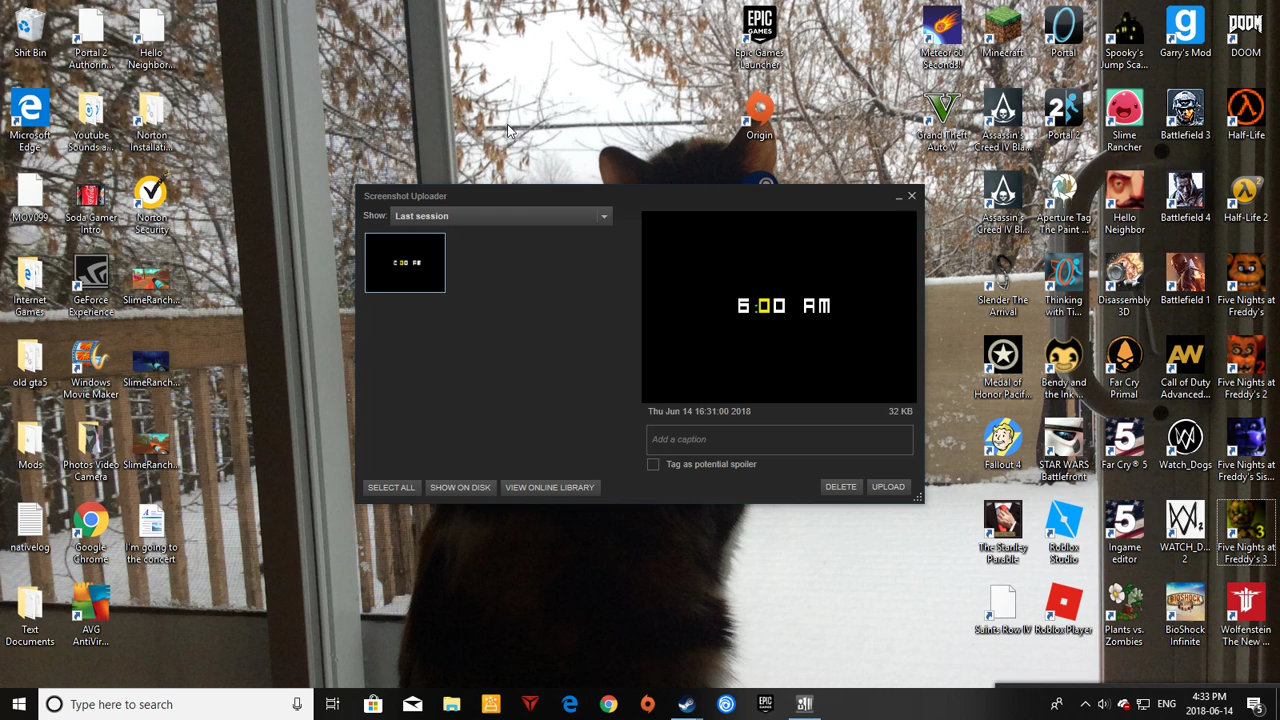 Shit Bin
Portal 2
Authorin...
Hello
Neighbor...
Microsoft
Edge
Youtube
Sounds a...
Norton
Installati...
MOV099
Soda Gamer
Intro
Norton
Security
Internet
Games
GeForce
Experience
SlimeRanch...
old gta5
Windows
Movie Maker
SlimeRanch...
Mods
Photos Video
Camera
SlimeRanch...
nativelog
Google
Chrome
I'm going to
the concert
Text
Documents
AVG
AntiVir...
EPIC
GAMES
Epic Games
Launcher
Origin
Screenshot Uploader
Show:
Last session
6:00 AM
Thu Jun 14 16:31:00 2018
32 KB
Add a caption
Tag as potential spoiler
SELECT ALL
SHOW ON DISK
VIEW ONLINE LIBRARY
DELETE
UPLOAD
Meteor 60
Seconds!
Minecraft
Portal
Spooky's
Jump Sca...
Garry's Mod
DOOM
DOOM
Grand Theft
Auto V
Assassin's
Creed IV Bla...
Portal 2
Slime
Rancher
Battlefield 3
Half-Life
Assassin's
Creed IV Bla...
Aperture Tag
The Paint ...
Hello
Neighbor
Battlefield 4
Half-Life 2
Slender The
Arrival
Thinking
with Ti...
Disassembly
3D
Battlefield 1
Five Nights at
Freddy's
Medal of
Honor Pacif...
Bendy and
the Ink ...
Far Cry
Primal
Call of Duty
Advanced...
Five Nights at
Freddy's 2
Fallout 4
STAR WARS
Battlefront
Far Cry® 5
Watch_Dogs
Five Nights at
Freddy's Sis...
The Stanley
Parable
Roblox
Studio
Ingame
editor
WATCH_D...
2
Five Nights at
Freddy's 3
Saints Row IV
Roblox Player
Plants vs.
Zombies
BioShock
Infinite
Wolfenstein
The New ...
Type here to search
ENG
4:33 PM
2018-06-14